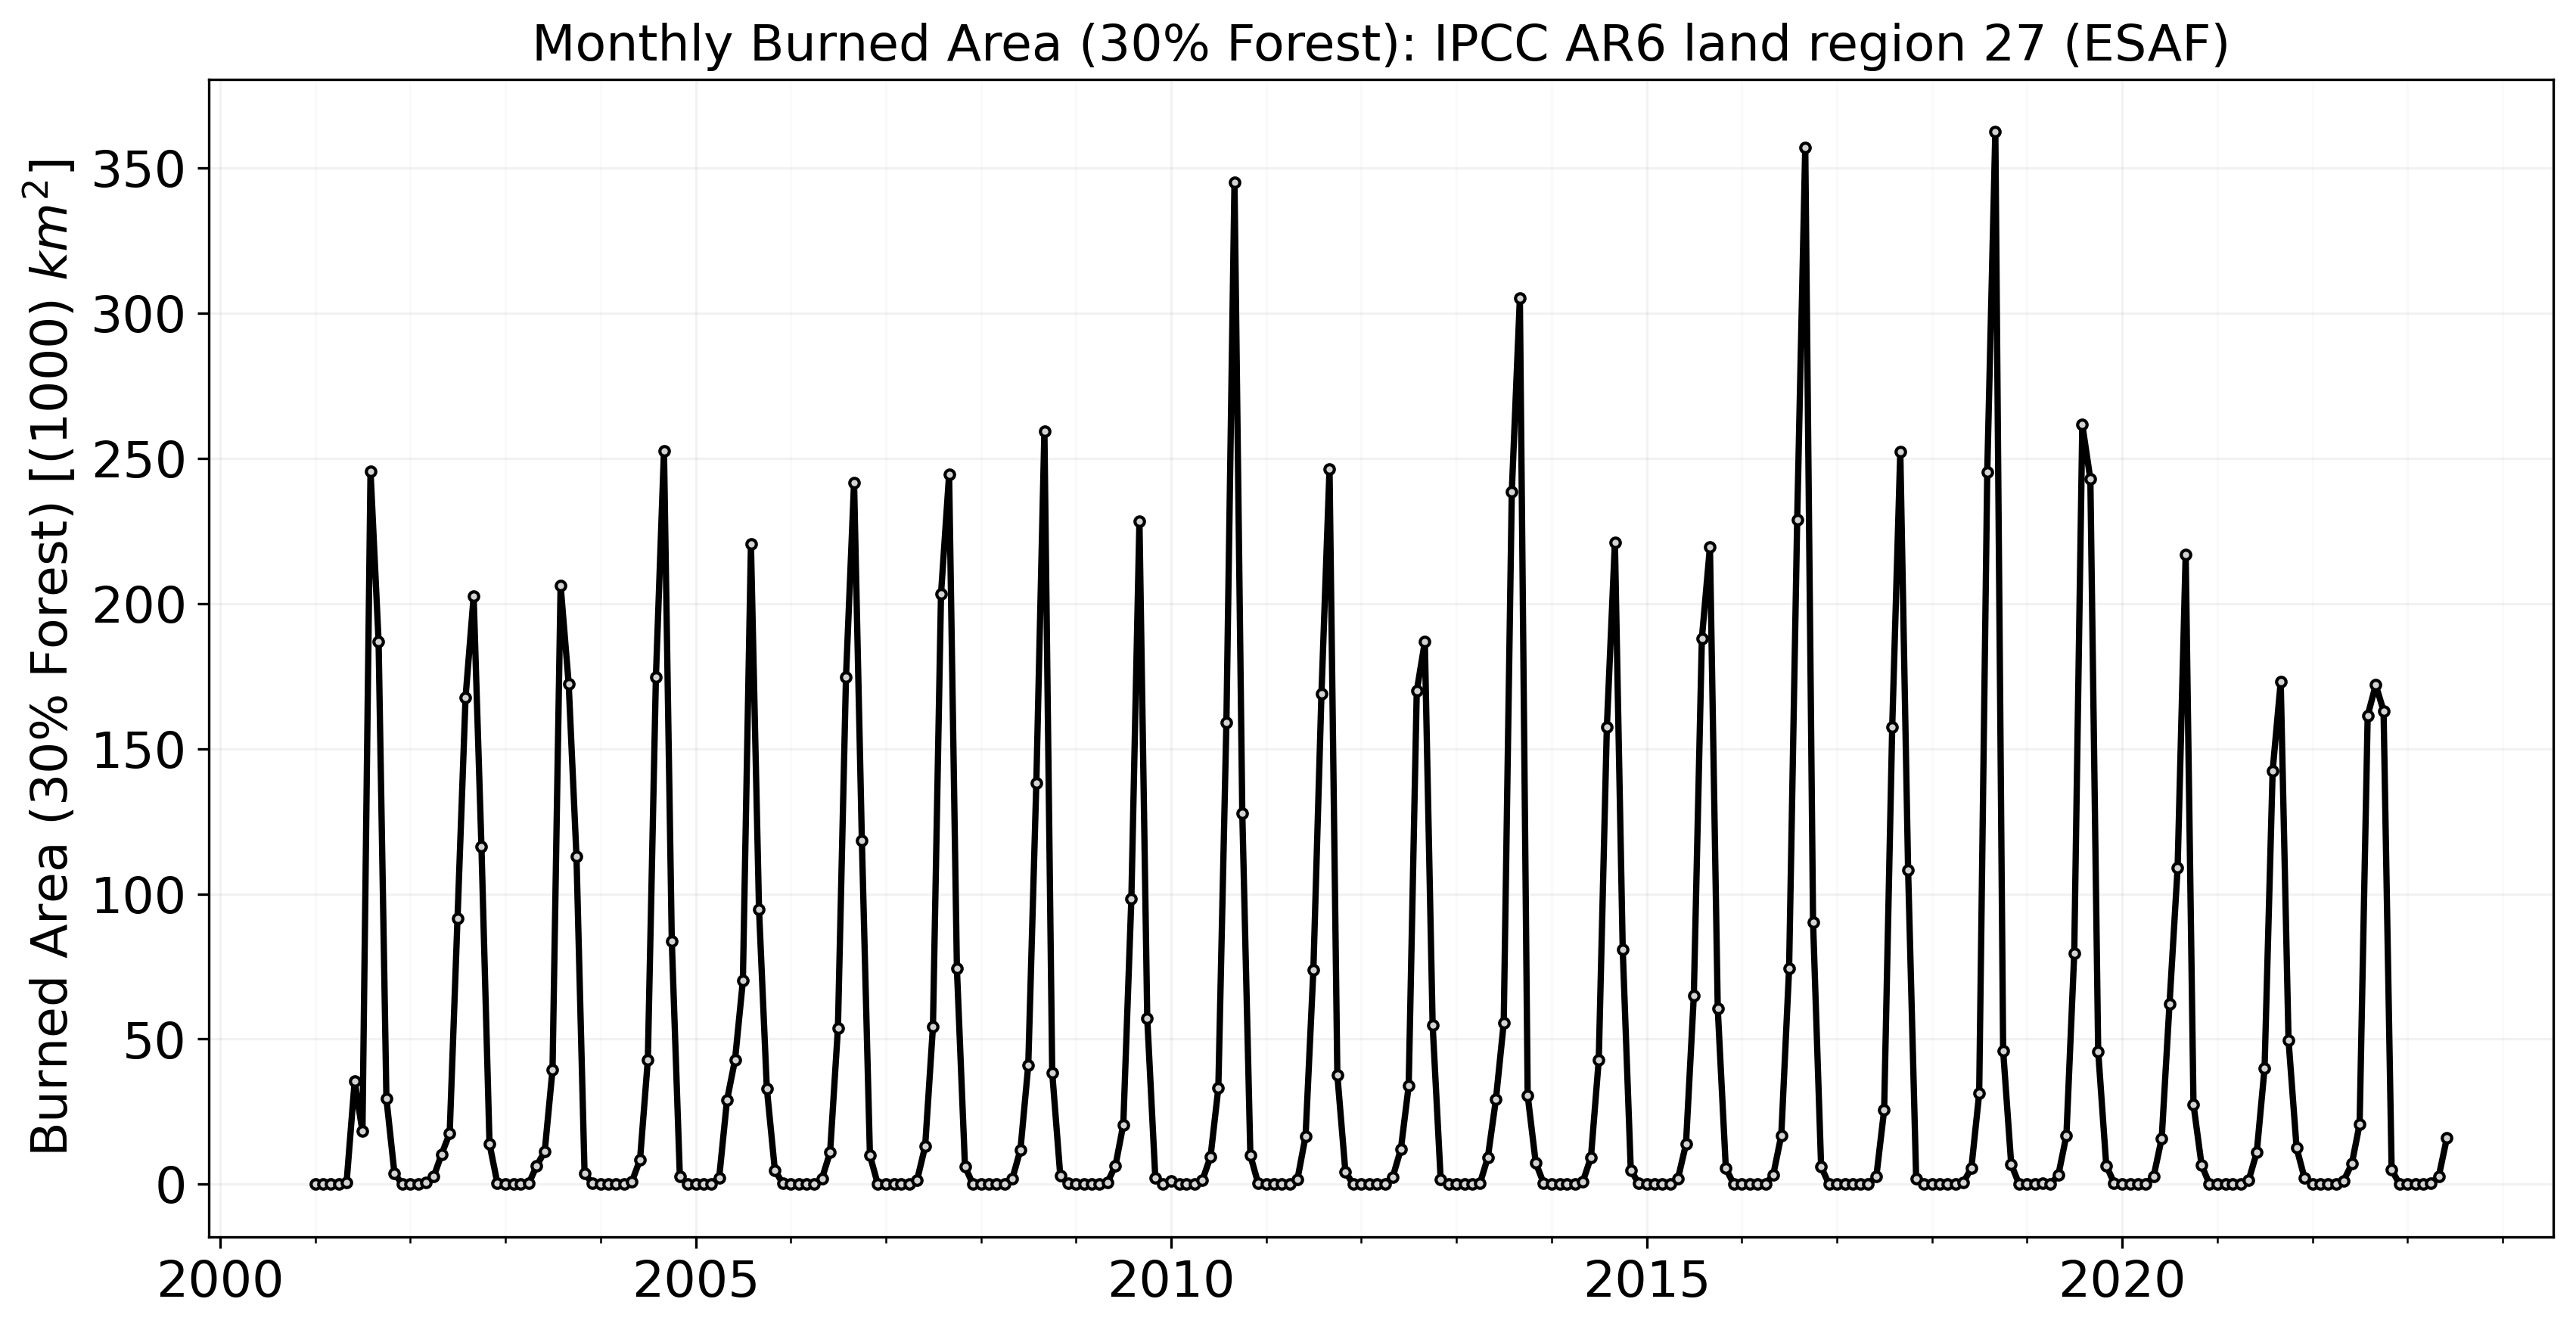 Monthly Burned Area (30% Forest): IPCC AR6 land region 27 (ESAF)
Burned Area (30% Forest) [(1000) km²]
350
300
250
200
150
100
50
0
2000 2005 2010 2015 2020